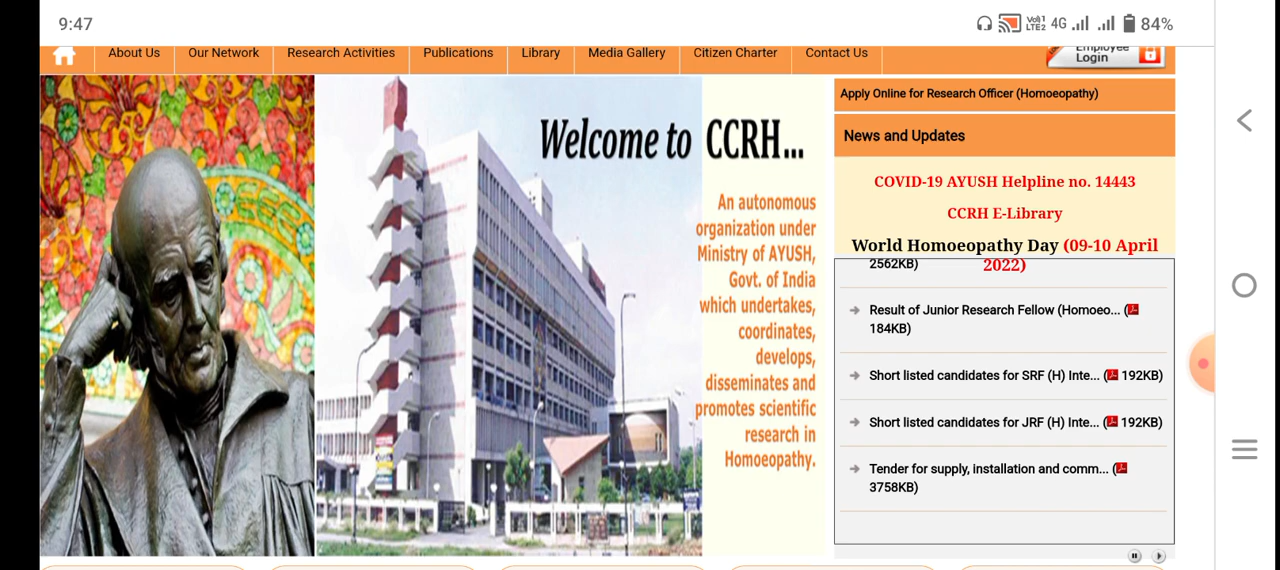 9:47
Vo)) 1
LTE2
4G
84%
About Us
Our Network
Research Activities
Publications
Library
Media Gallery
Citizen Charter
Contact Us
Employee
Login
Welcome to CCRH...
An autonomous
organization under
Ministry of AYUSH,
Govt. of India
which undertakes,
coordinates,
develops,
disseminates and
promotes scientific
research in
Homoeopathy.
Apply Online for Research Officer (Homoeopathy)
News and Updates
COVID-19 AYUSH Helpline no. 14443
CCRH E-Library
World Homoeopathy Day (09-10 April
2022)
2562KB)
Result of Junior Research Fellow (Homoeo... (
184KB)
Short listed candidates for SRF (H) Inte... ( 192KB)
Short listed candidates for JRF (H) Inte... ( 192KB)
Tender for supply, installation and comm... (
3758KB)